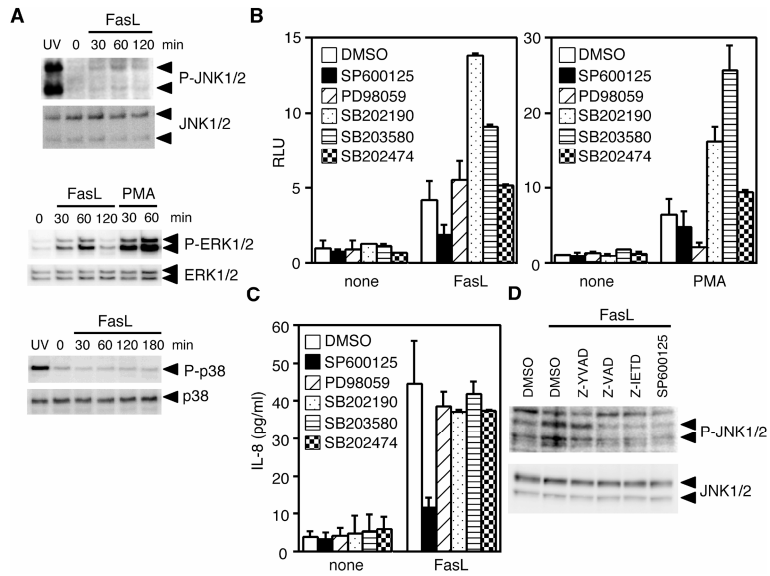 A
FasL
UV 0 30 60 120 min
P-JNK1/2
JNK1/2
FasL PMA
0 30 60 120 30 60 min
P-ERK1/2
ERK1/2
FasL
UV 0 30 60 120 180 min
P-p38
p38
B
15
10
5
0
RLU
DMSO
SP600125
PD98059
SB202190
SB203580
SB202474
none FasL
30
20
10
0
DMSO
SP600125
PD98059
SB202190
SB203580
SB202474
none PMA
C
60
50
40
30
20
10
0
IL-8 (pg/ml)
DMSO
SP600125
PD98059
SB202190
SB203580
SB202474
none FasL
D
FasL
DMSO DMSO Z-YVAD Z-VAD Z-IETD SP600125
P-JNK1/2
JNK1/2